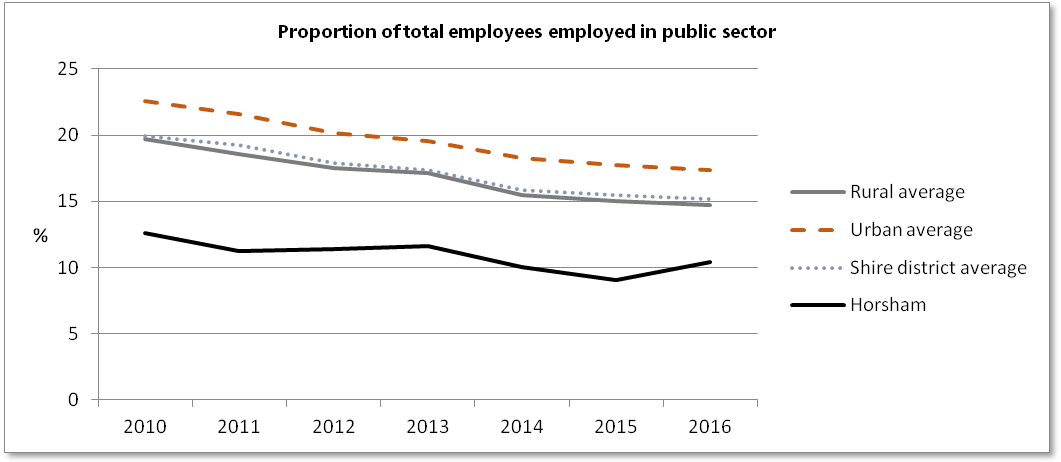 Proportion of total employees employed in public sector
25
20
15
10
5
0
%
2010 2011 2012 2013 2014 2015 2016
Rural average
Urban average
Shire district average
Horsham